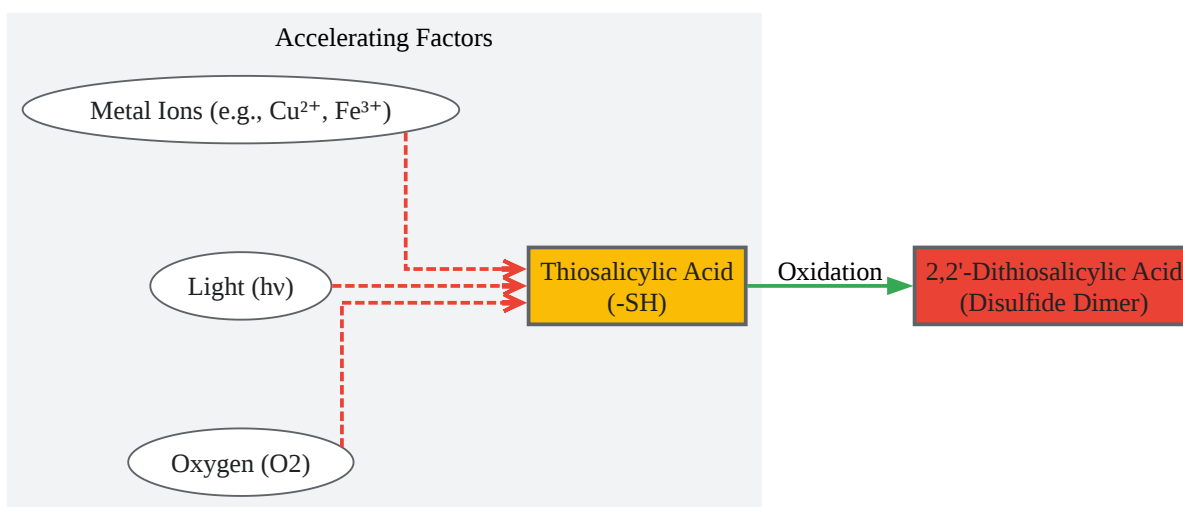 Accelerating Factors
Metal Ions (e.g., Cu²⁺, Fe³⁺)
Light (hν)
Thiosalicylic Acid
(-SH)
Oxidation
2,2'-Dithiosalicylic Acid
(Disulfide Dimer)
Oxygen (O2)